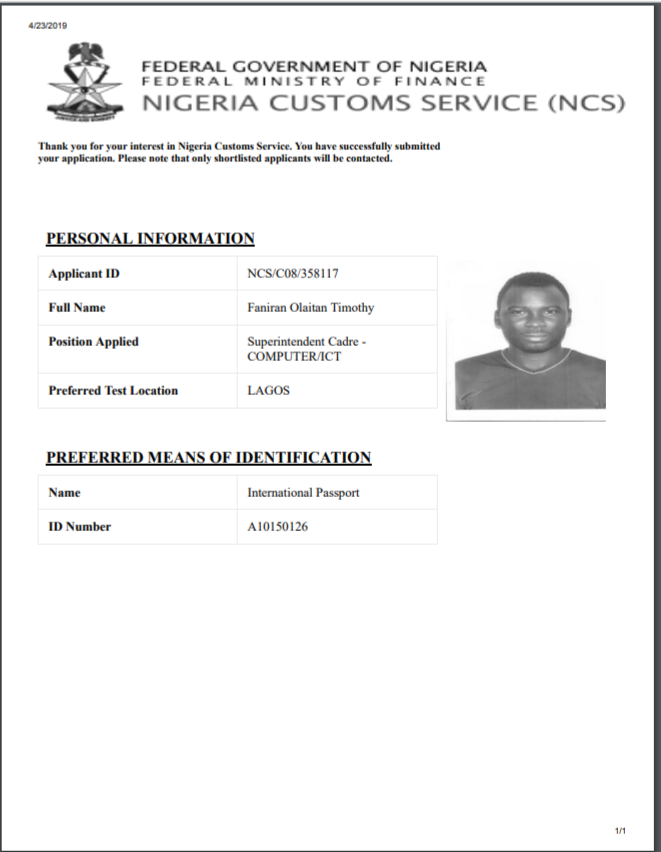 4/23/2019
FEDERAL GOVERNMENT OF NIGERIA
FEDERAL MINISTRY OF FINANCE
NIGERIA CUSTOMS SERVICE (NCS)
Thank you for your interest in Nigeria Customs Service. You have successfully submitted
your application. Please note that only shortlisted applicants will be contacted.
PERSONAL INFORMATION
Applicant ID NCS/C08/358117
Full Name Faniran Olaitan Timothy
Position Applied Superintendent Cadre -
COMPUTER/ICT
Preferred Test Location LAGOS
PREFERRED MEANS OF IDENTIFICATION
Name International Passport
ID Number A10150126
1/1